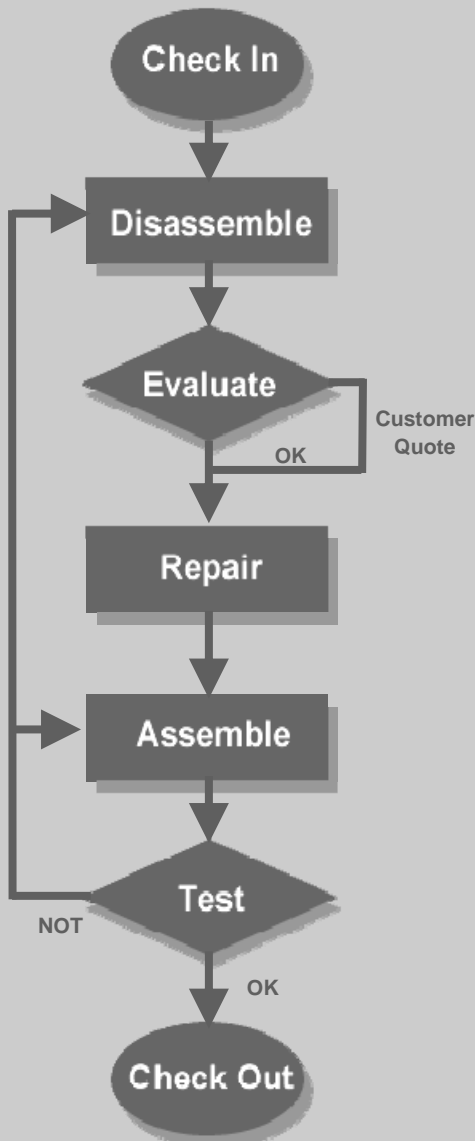 Check In
Disassemble
Evaluate
Customer
Quote
OK
Repair
Assemble
Test
NOT
OK
Check Out